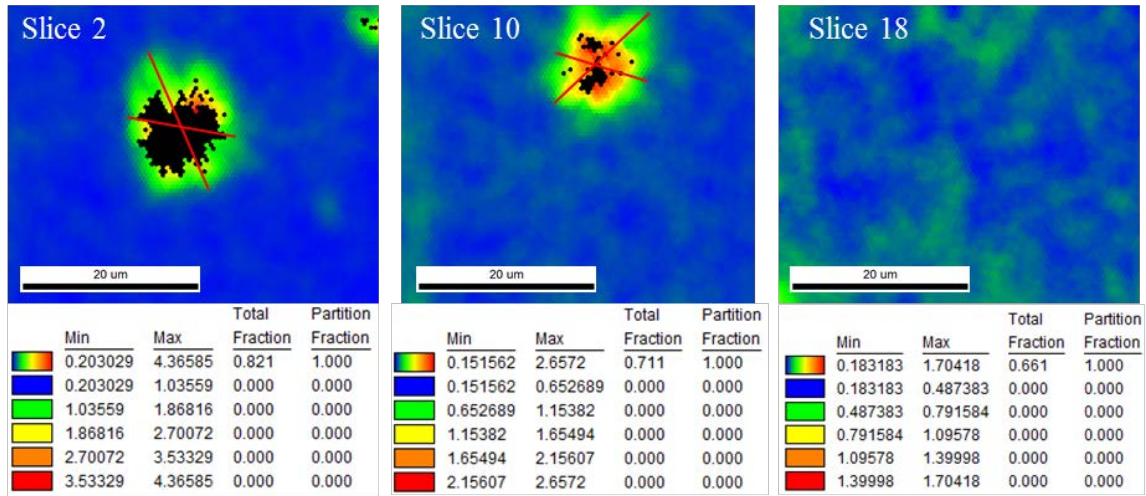 Slice 2
20 um
Total Partition
Min Max Fraction Fraction
0.203029 4.36585 0.821 1.000
0.203029 1.03559 0.000 0.000
1.03559 1.86816 0.000 0.000
1.86816 2.70072 0.000 0.000
2.70072 3.53329 0.000 0.000
3.53329 4.36585 0.000 0.000
Slice 10
20 um
Total Partition
Min Max Fraction Fraction
0.151562 2.6572 0.711 1.000
0.151562 0.652689 0.000 0.000
0.652689 1.15382 0.000 0.000
1.15382 1.65494 0.000 0.000
1.65494 2.15607 0.000 0.000
2.15607 2.6572 0.000 0.000
Slice 18
20 um
Total Partition
Min Max Fraction Fraction
0.183183 1.70418 0.661 1.000
0.183183 0.487383 0.000 0.000
0.487383 0.791584 0.000 0.000
0.791584 1.09578 0.000 0.000
1.09578 1.39998 0.000 0.000
1.39998 1.70418 0.000 0.000